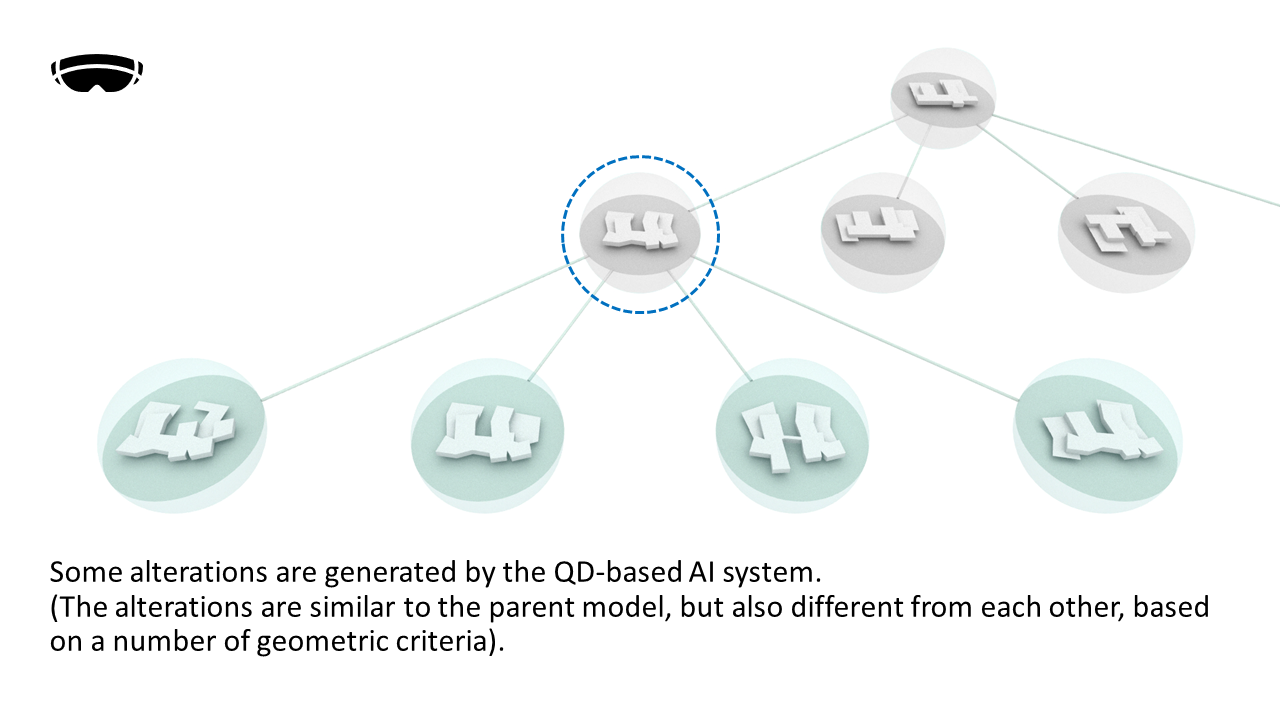 Some alterations are generated by the QD-based AI system.
(The alterations are similar to the parent model, but also different from each other, based
on a number of geometric criteria).